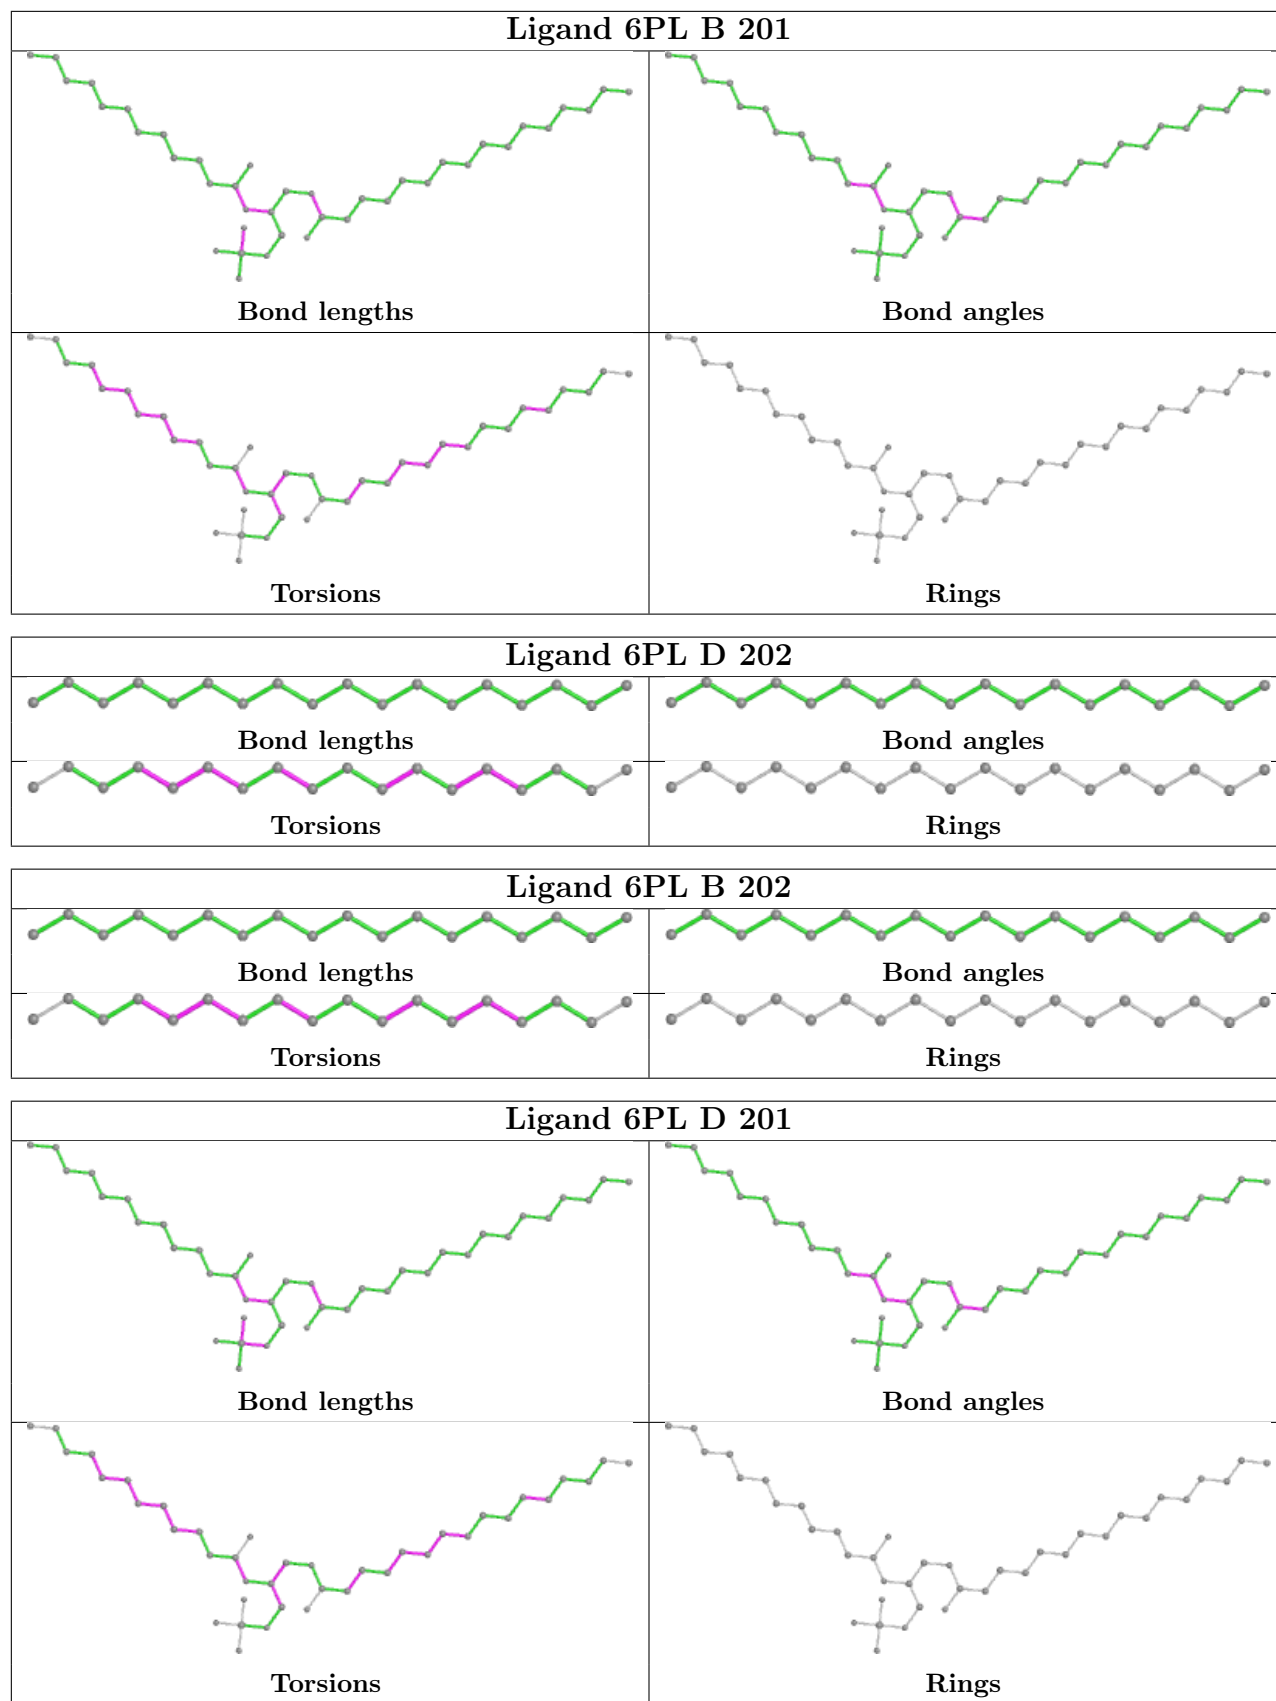 Ligand 6PL B 201
Bond lengths
Bond angles
Torsions
Rings
Ligand 6PL D 202
Bond lengths
Bond angles
Torsions
Rings
Ligand 6PL B 202
Bond lengths
Bond angles
Torsions
Rings
Ligand 6PL D 201
Bond lengths
Bond angles
Torsions
Rings